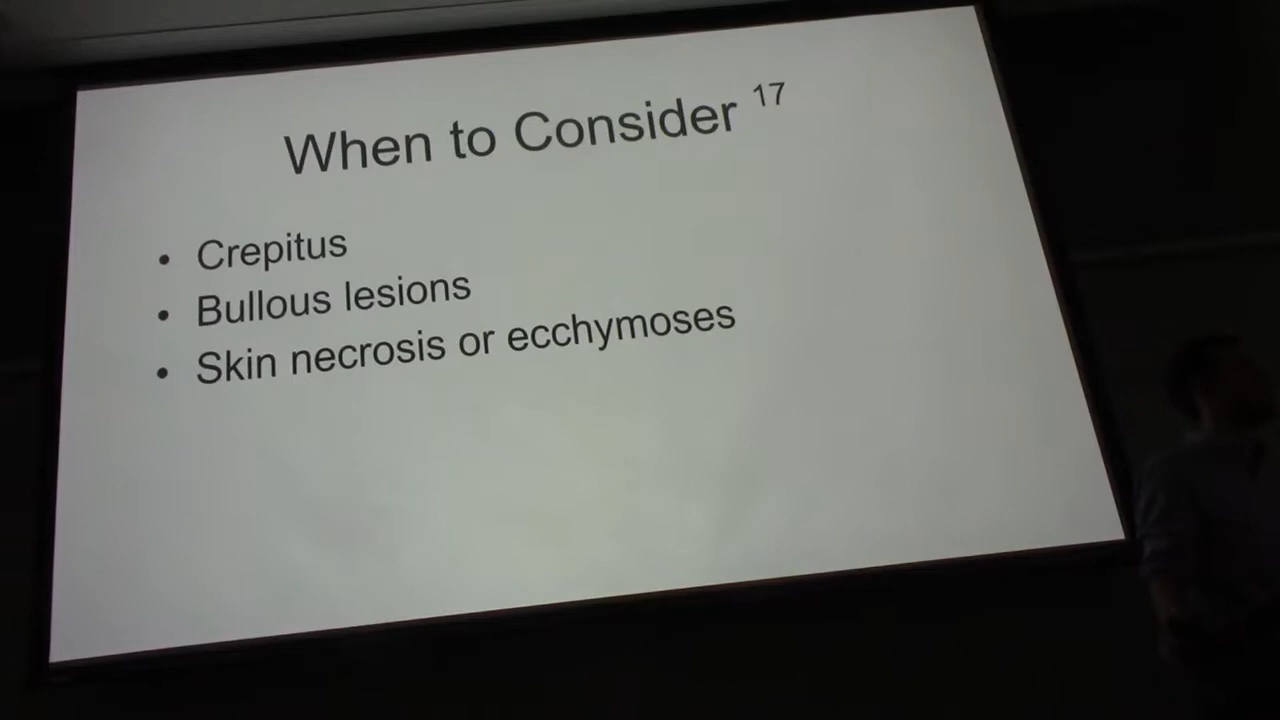 When to Consider 17
• Crepitus
• Bullous lesions
• Skin necrosis or ecchymoses